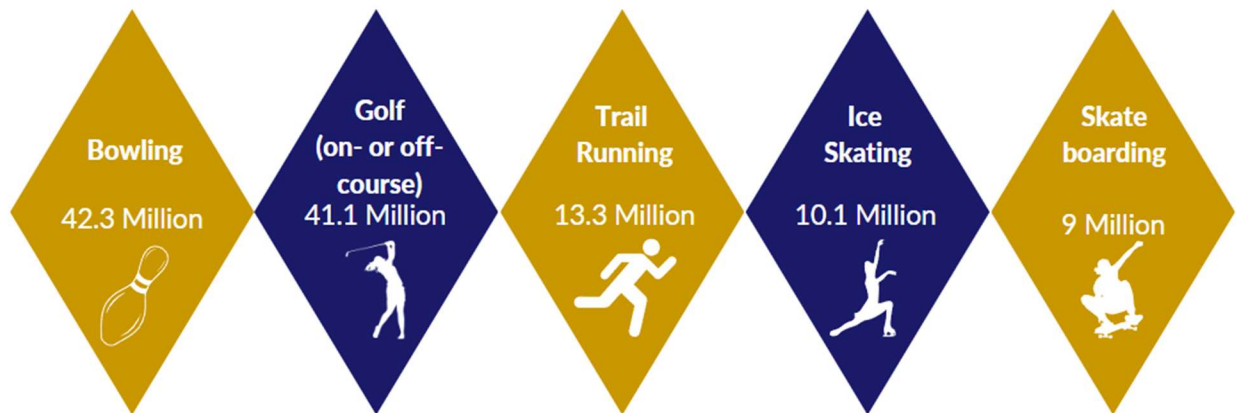 Bowling
42.3 Million
Golf
(on- or off-
course)
41.1 Million
Trail
Running
13.3 Million
Ice
Skating
10.1 Million
Skate
boarding
9 Million